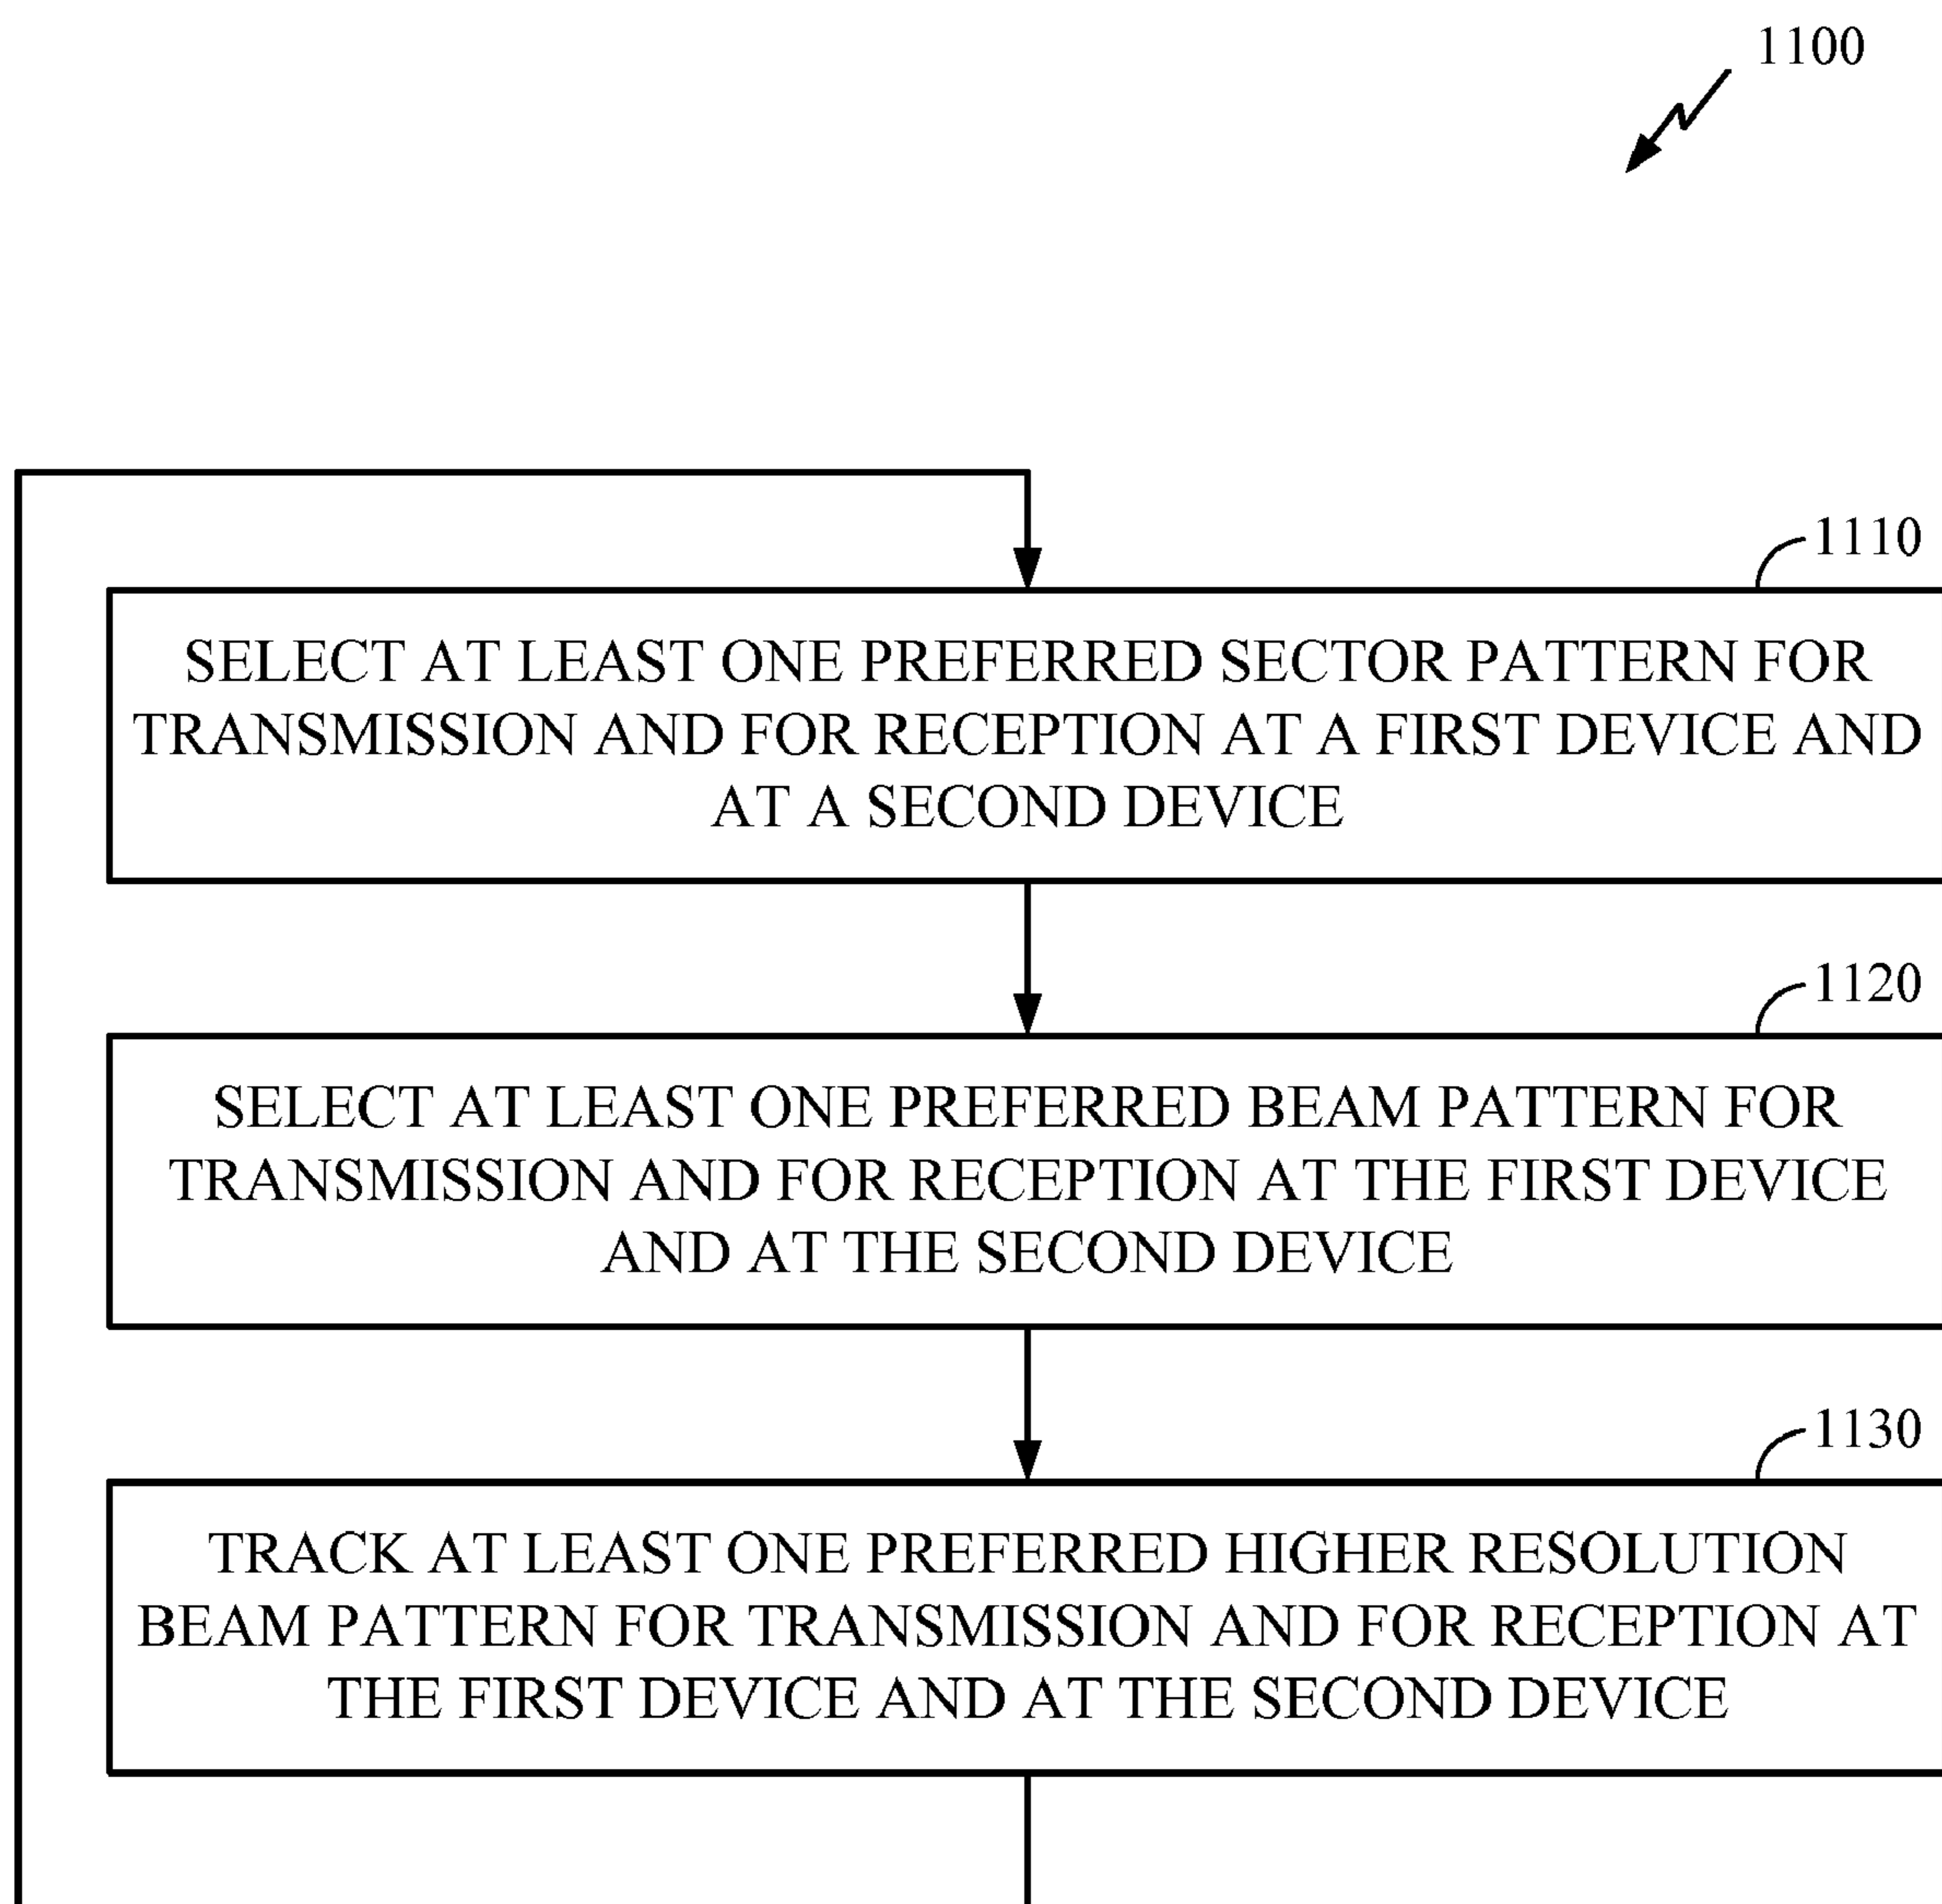 1100
1110
SELECT AT LEAST ONE PREFERRED SECTOR PATTERN FOR
TRANSMISSION AND FOR RECEPTION AT A FIRST DEVICE AND
AT A SECOND DEVICE
1120
SELECT AT LEAST ONE PREFERRED BEAM PATTERN FOR
TRANSMISSION AND FOR RECEPTION AT THE FIRST DEVICE
AND AT THE SECOND DEVICE
1130
TRACK AT LEAST ONE PREFERRED HIGHER RESOLUTION
BEAM PATTERN FOR TRANSMISSION AND FOR RECEPTION AT
THE FIRST DEVICE AND AT THE SECOND DEVICE